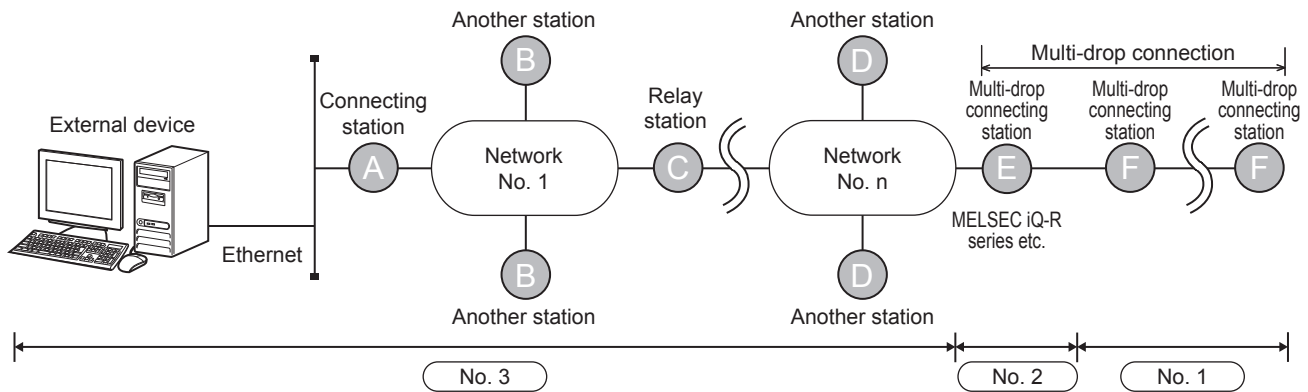 Another station
Another station
Multi-drop connection
B
D
Connecting
station
Relay
station
Multi-drop
connecting
station
Multi-drop
connecting
station
Multi-drop
connecting
station
External device
A
Network
No. 1
C
Network
No. n
E
F
F
MELSEC iQ-R
series etc.
Ethernet
B
D
Another station
Another station
No. 3
No. 2
No. 1